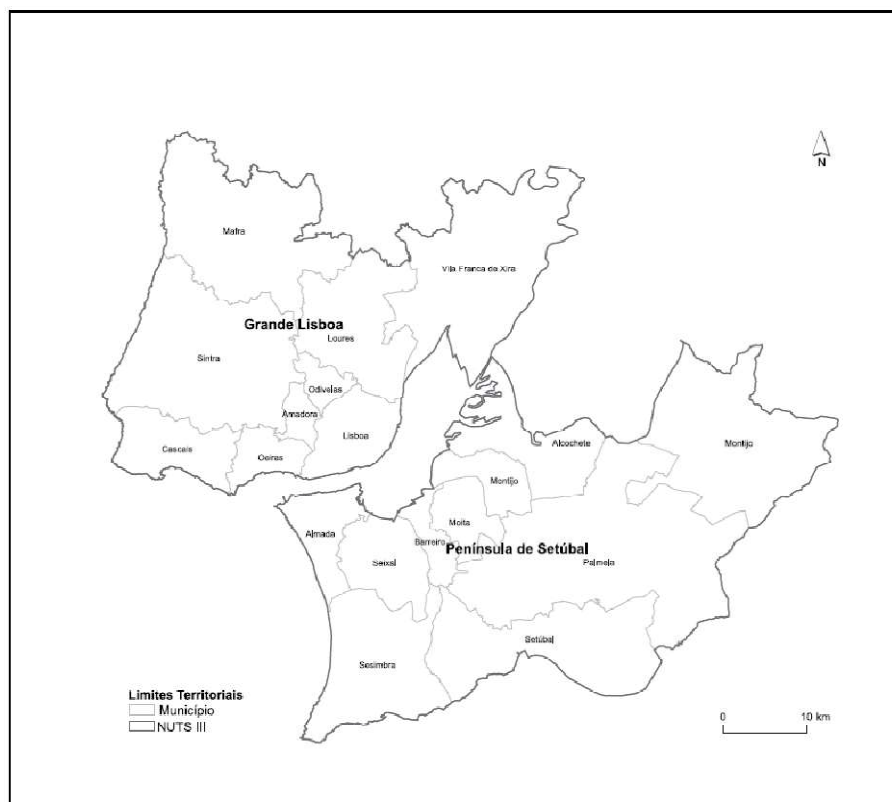 N
Mafra
Vila Franca de Xira
Grande Lisboa
Loures
Sintra
Odivelas
Amadora
Lisboa
Cascais
Oeiras
Alcochete
Montijo
Montijo
Moita
Almada
Barreiro
Península de Setúbal
Seixal
Palmela
Setúbal
Sesimbra
Limites Territoriais
Município
NUTS III
0 10 km